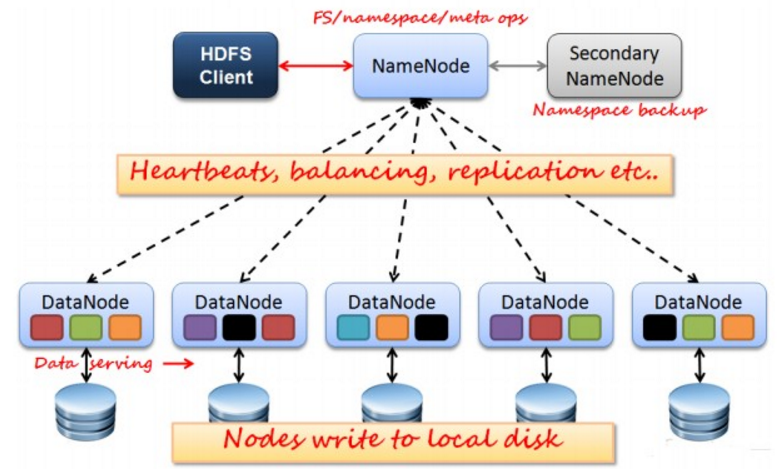 FS/namespace/meta ops
HDFS
Client
NameNode
Secondary
NameNode
Namespace backup
Heartbeats, balancing, replication etc..
DataNode
DataNode
DataNode
DataNode
DataNode
Data serving
Nodes write to local disk